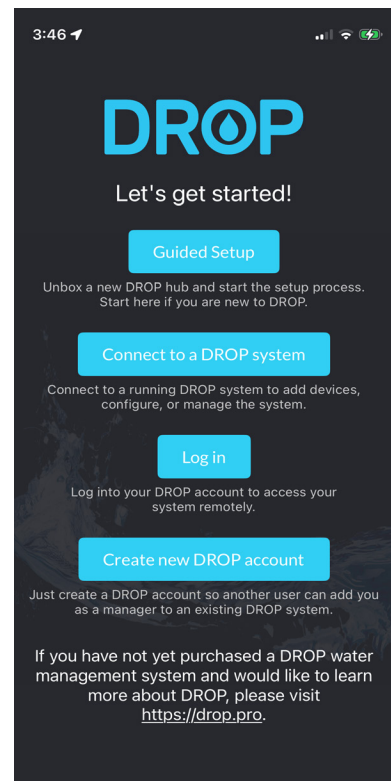 3:46
DROP
Let's get started!
Guided Setup
Unbox a new DROP hub and start the setup process.
Start here if you are new to DROP.
Connect to a DROP system
Connect to a running DROP system to add devices,
configure, or manage the system.
Log in
Log into your DROP account to access your
system remotely.
Create new DROP account
Just create a DROP account so another user can add you
as a manager to an existing DROP system.
If you have not yet purchased a DROP water
management system and would like to learn
more about DROP, please visit
https://drop.pro.